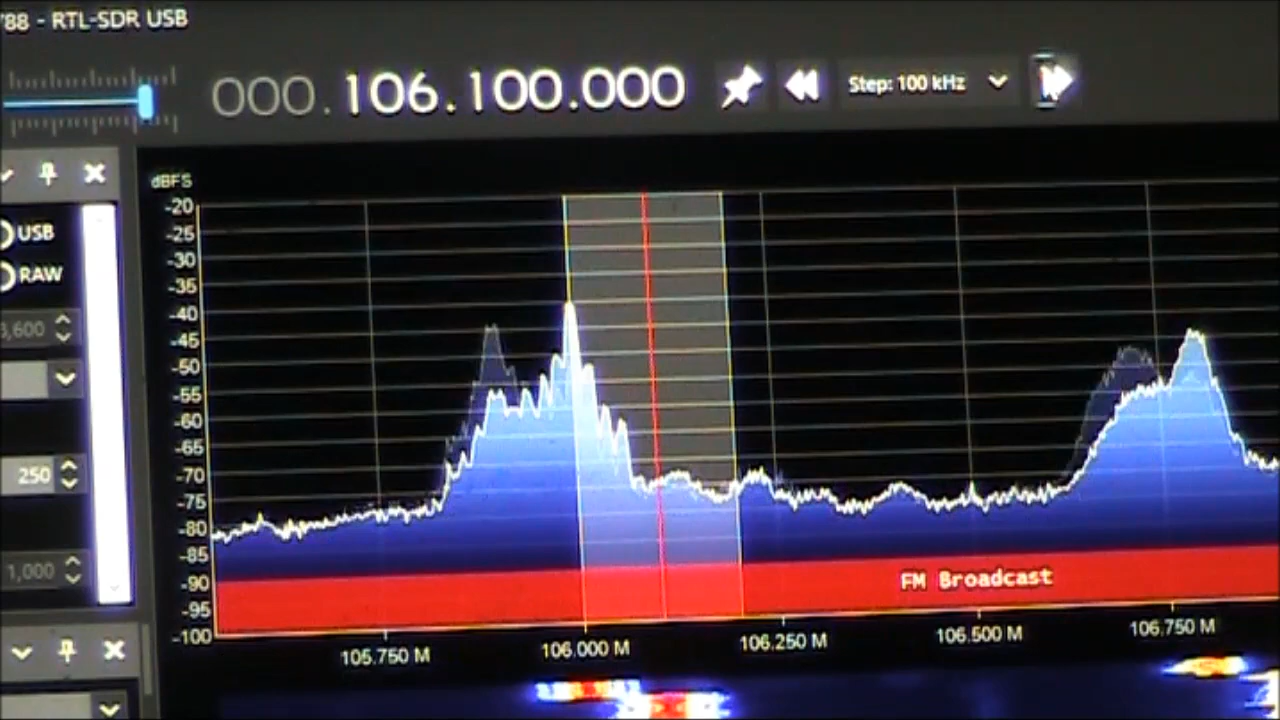 788 - RTL-SDR USB
000.106.100.000
Step: 100 kHz
dBFS
-20
-25
-30
-35
-40
-45
-50
-55
-60
-65
-70
-75
-80
-85
-90
-95
-100
USB
RAW
3,600
250
1,000
FM Broadcast
105.750 M
106.000 M
106.250 M
106.500 M
106.750 M